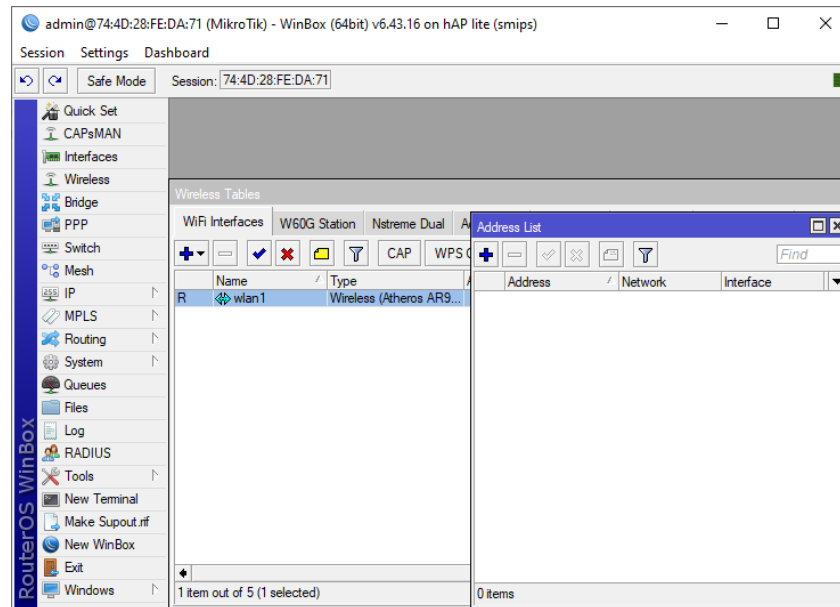 admin@74:4D:28:FE:DA:71 (MikroTik) - WinBox (64bit) v6.43.16 on hAP lite (smips)
Session Settings Dashboard
Safe Mode Session: 74:4D:28:FE:DA:71
Quick Set
CAPsMAN
Interfaces
Wireless
Bridge
PPP
Switch
Mesh
IP
MPLS
Routing
System
Queues
Files
Log
RADIUS
Tools
New Terminal
Make Supout.rif
New WinBox
Exit
Windows
RouterOS WinBox
Wireless Tables
WiFi Interfaces W60G Station Nstreme Dual
CAP WPS
Name Type
R wlan1 Wireless (Atheros AR9...
1 item out of 5 (1 selected)
Address List
Find
Address Network Interface
0 items